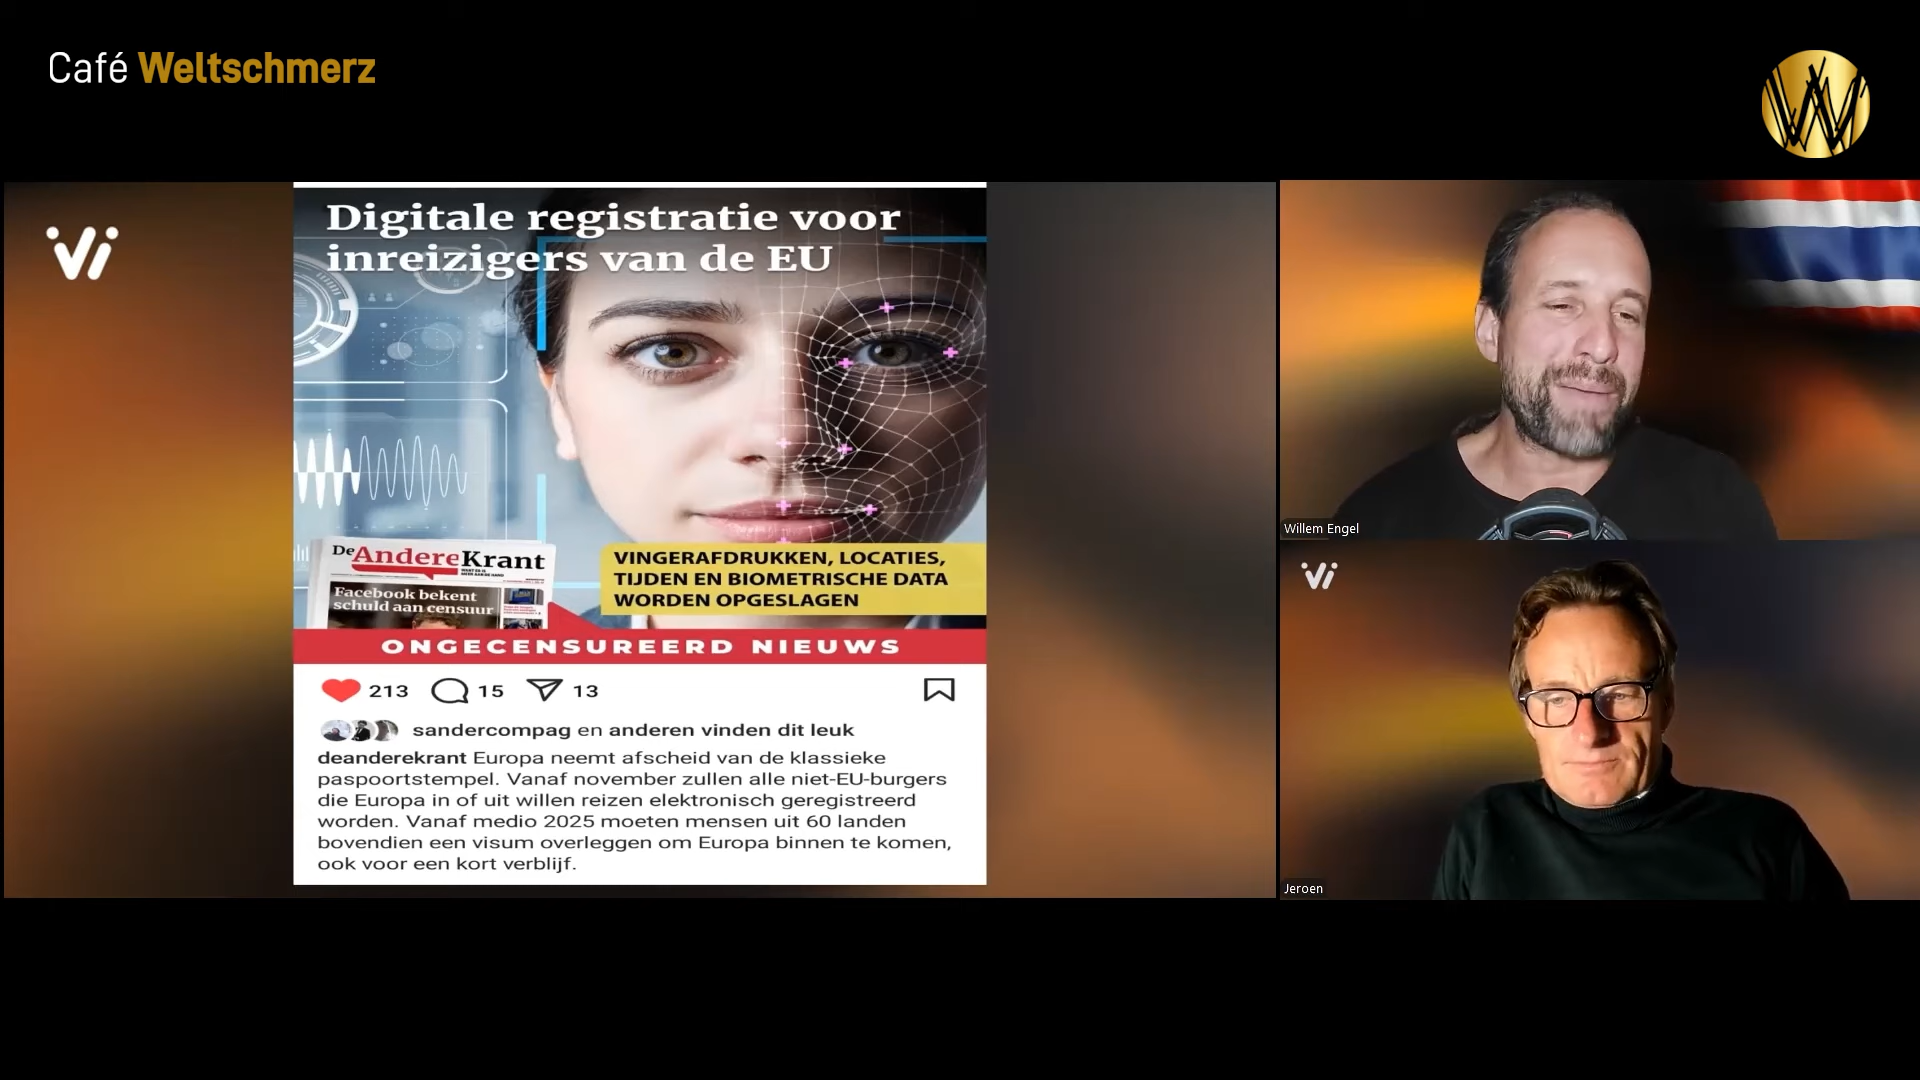 Café Weltschmerz
Digitale registratie voor
inreizigers van de EU
De Andere Krant
Facebook bekent
schuld aan censuur
VINGERAFDRUKKEN, LOCATIES,
TIJDEN EN BIOMETRISCHE DATA
WORDEN OPGESLAGEN
ONGECENSUREERD NIEUWS
213 15 13
sandercompag en anderen vinden dit leuk
deanderekrant Europa neemt afscheid van de klassieke
paspoortstempel. Vanaf november zullen alle niet-EU-burgers
die Europa in of uit willen reizen elektronisch geregistreerd
worden. Vanaf medio 2025 moeten mensen uit 60 landen
bovendien een visum overleggen om Europa binnen te komen,
ook voor een kort verblijf.
Willem Engel
Jeroen